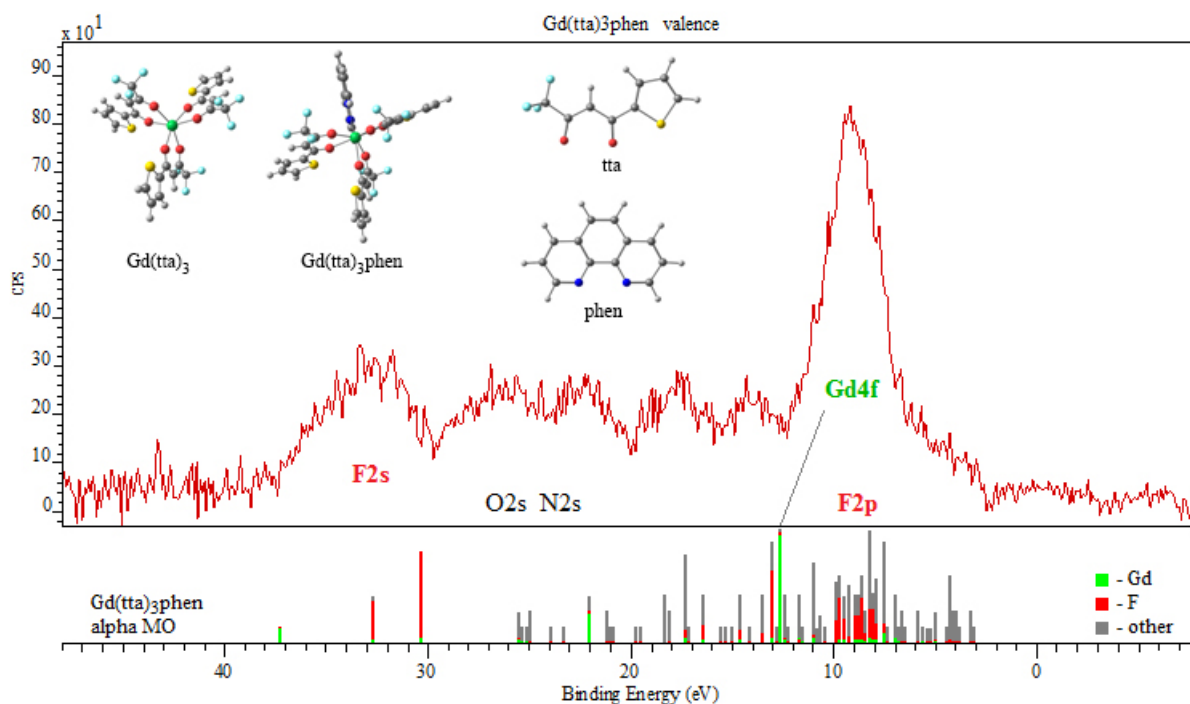 Gd(tta)3phen valence
x 10¹
90
80
70
60
50
40
30
20
10
0
CPS
Gd(tta)₃
Gd(tta)₃phen
tta
phen
Gd4f
F2s
O2s N2s
F2p
Gd(tta)₃phen
alpha MO
- Gd
- F
- other
40 30 20 10 0
Binding Energy (eV)